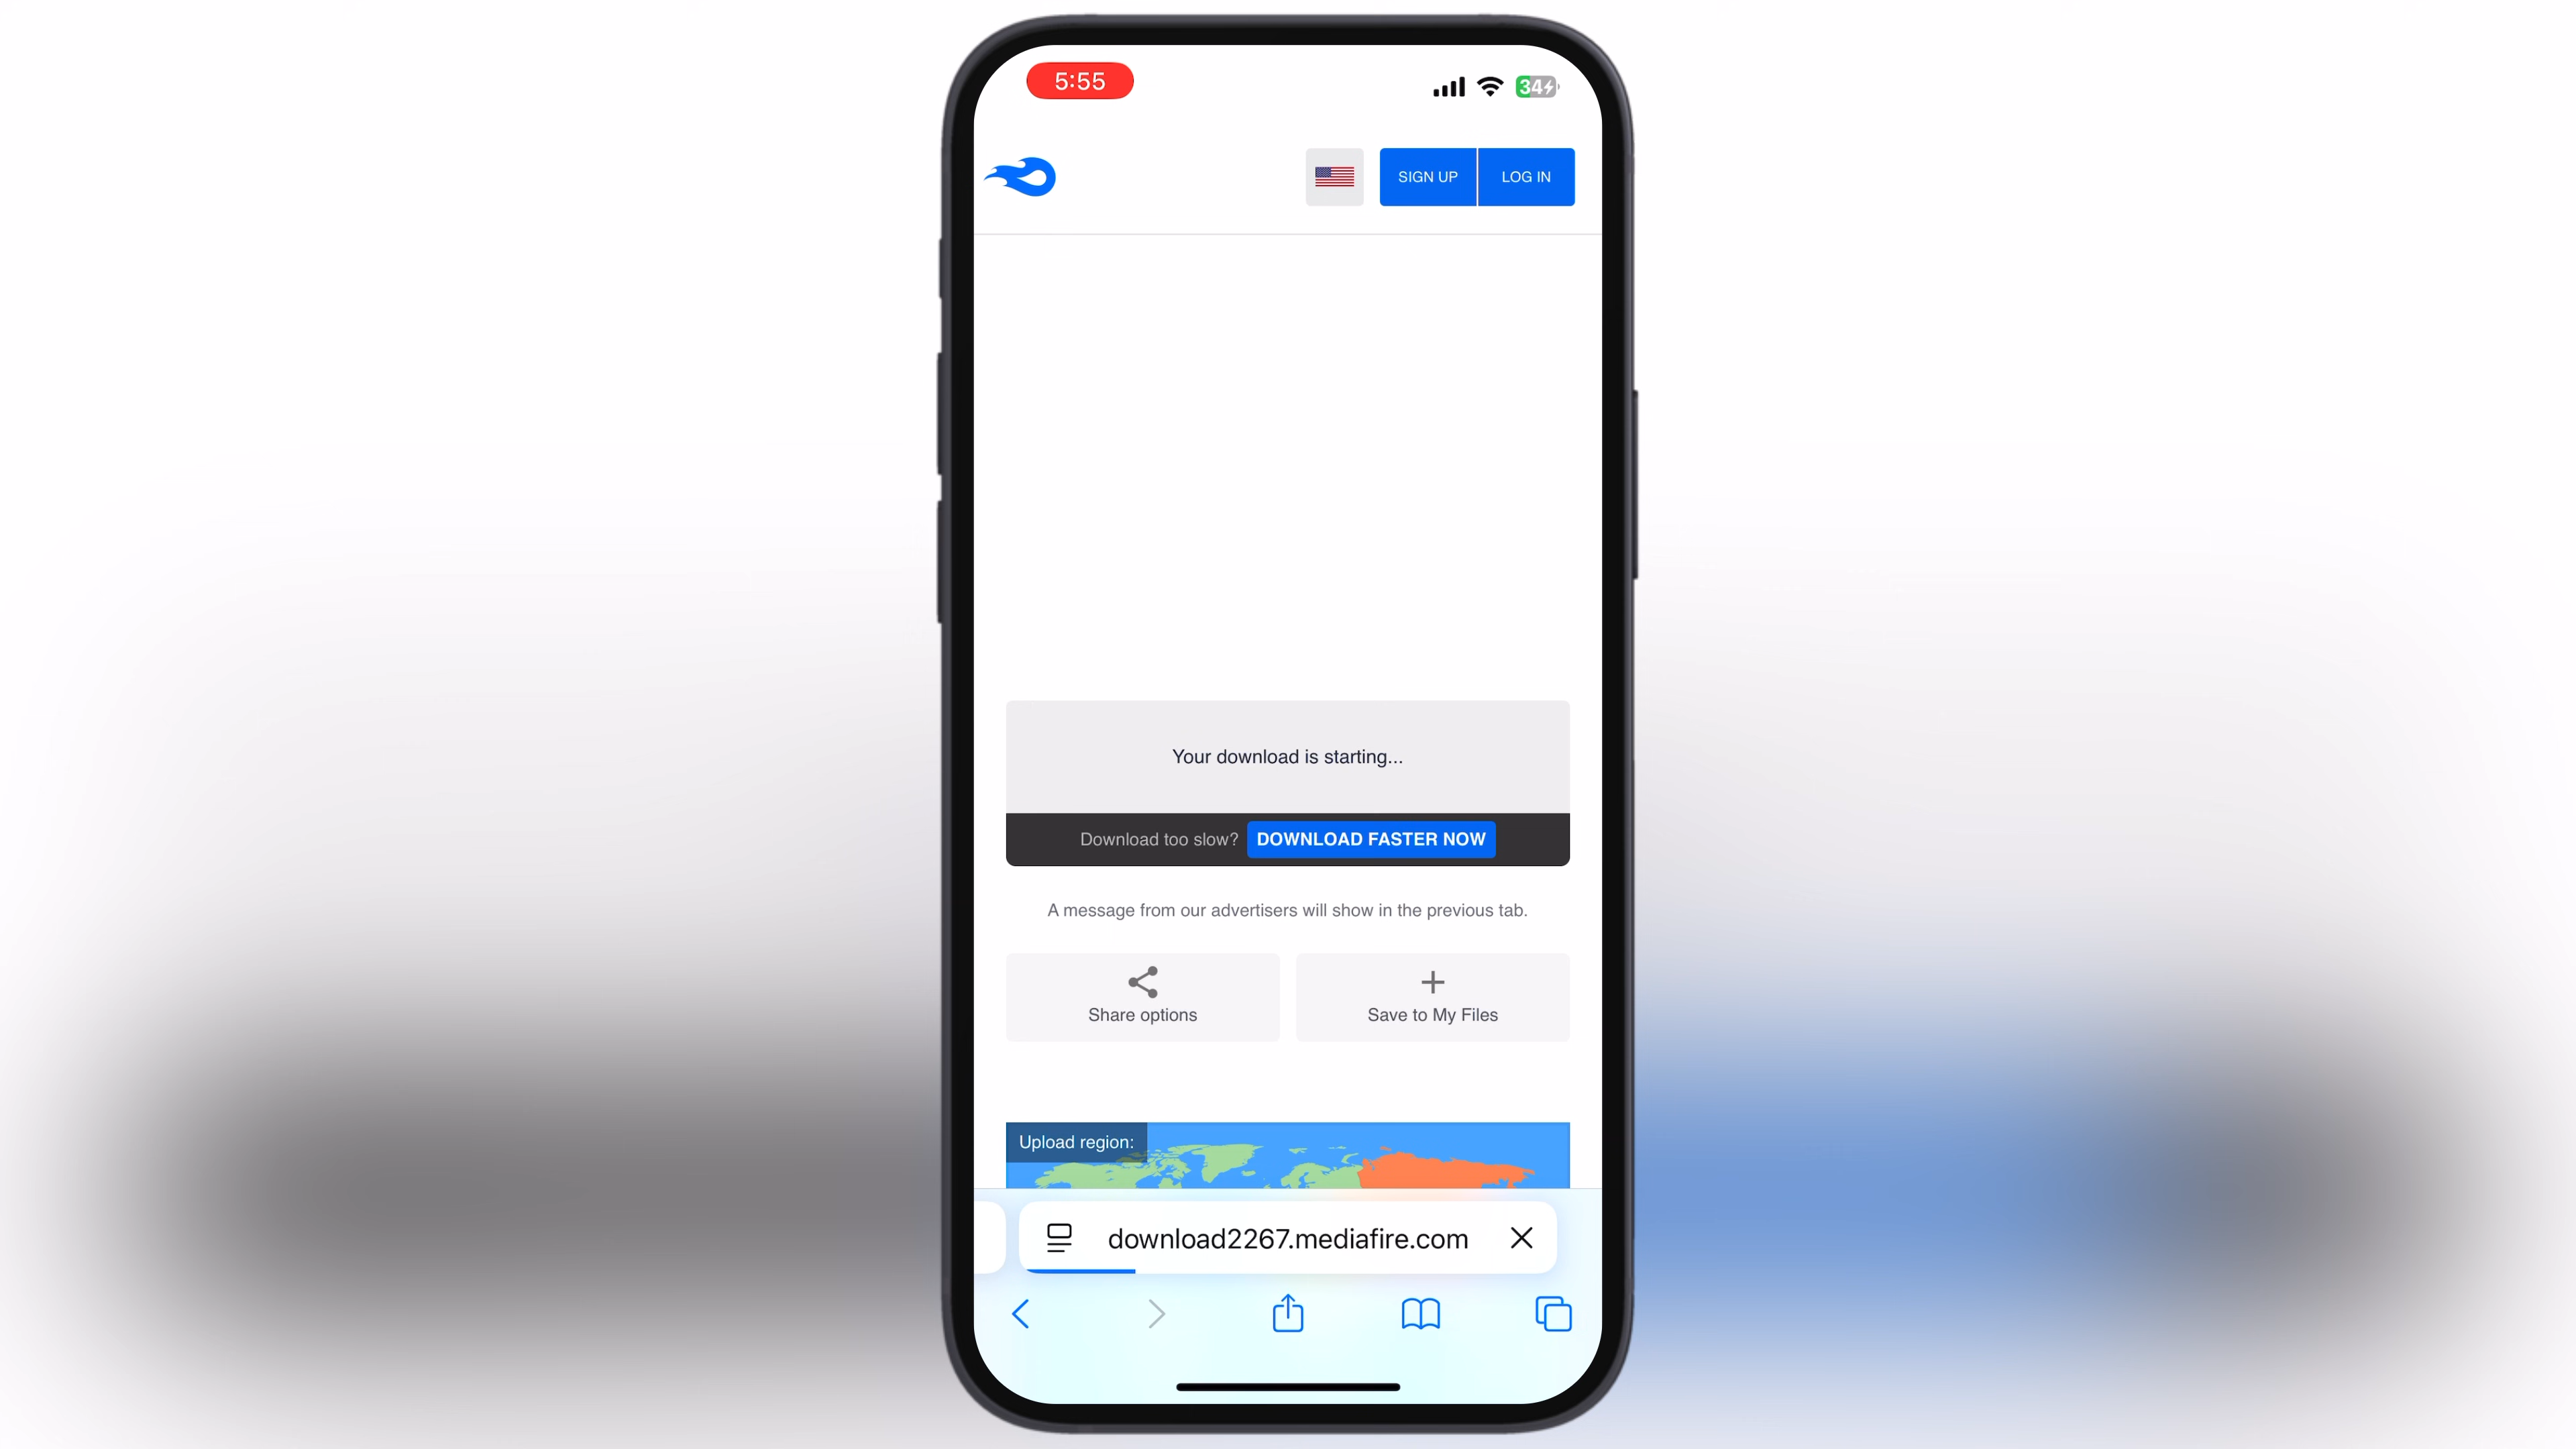 5:55
34
SIGN UP
LOG IN
Your download is starting...
Download too slow? DOWNLOAD FASTER NOW
A message from our advertisers will show in the previous tab.
Share options
Save to My Files
Upload region:
download2267.mediafire.com